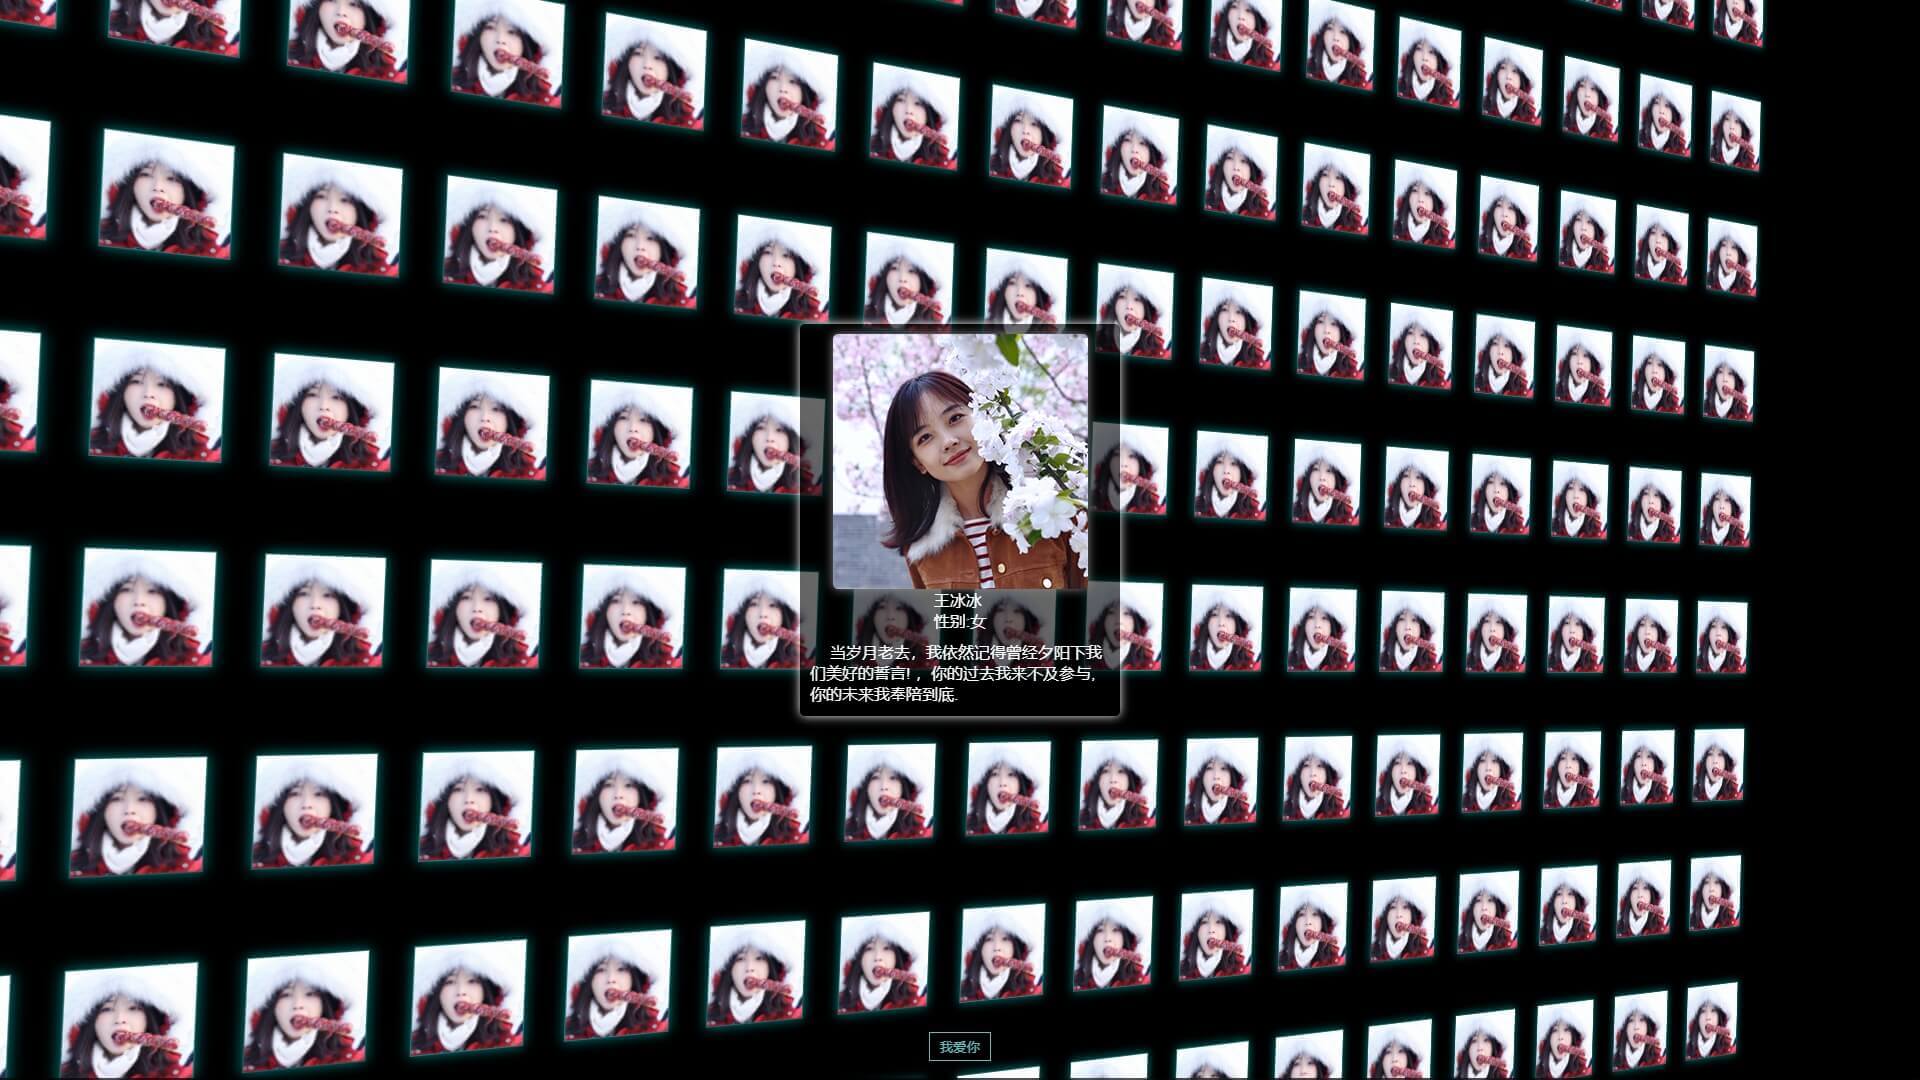 王冰冰
性别:女
当岁月老去，我依然记得曾经夕阳下我
们美好的誓言! ，你的过去我来不及参与,
你的未来我奉陪到底.
我爱你